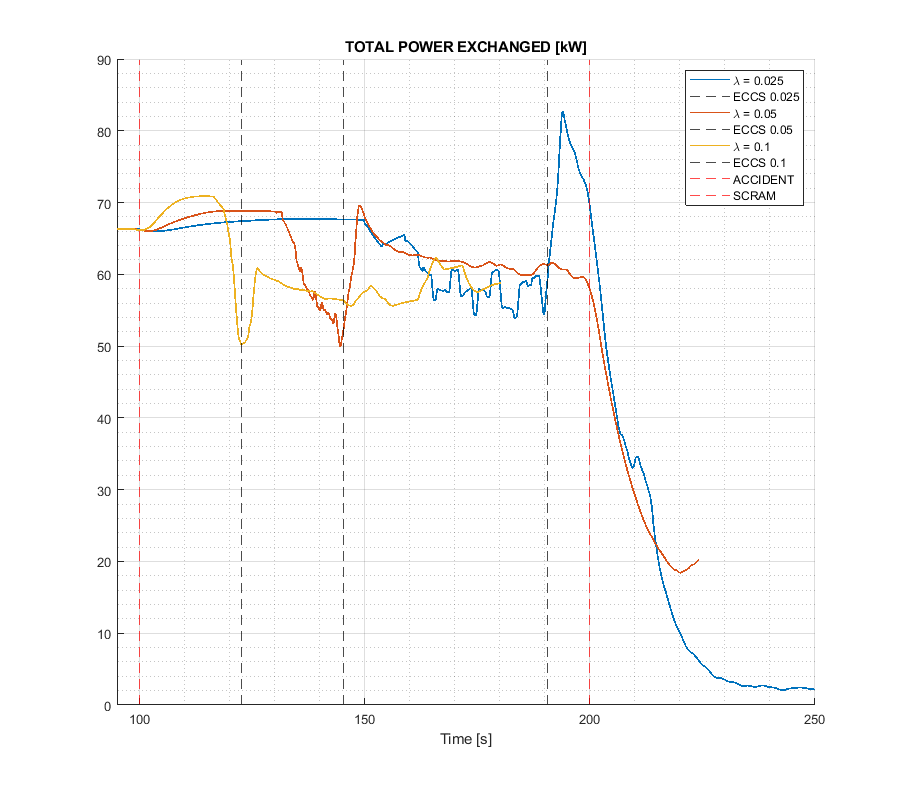 TOTAL POWER EXCHANGED [kW]
90
80
70
60
50
40
30
20
10
0
λ = 0.025
ECCS 0.025
λ = 0.05
ECCS 0.05
λ = 0.1
ECCS 0.1
ACCIDENT
SCRAM
100
150
200
250
Time [s]